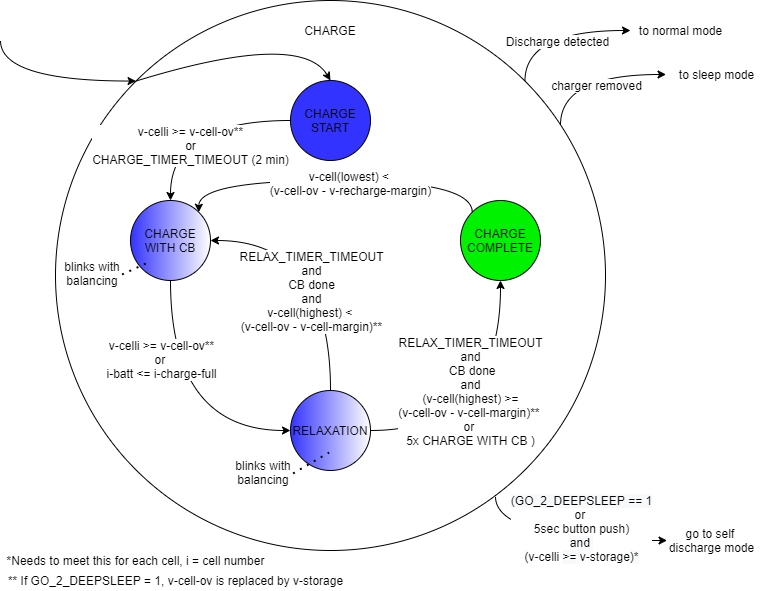 CHARGE
Discharge detected
to normal mode
charger removed
to sleep mode
CHARGE
START
v-celli >= v-cell-ov**
or
CHARGE_TIMER_TIMEOUT (2 min)
v-cell(lowest) <
(v-cell-ov - v-recharge-margin)
CHARGE
WITH CB
CHARGE
COMPLETE
blinks with
balancing
RELAX_TIMER_TIMEOUT
and
CB done
and
v-cell(highest) <
(v-cell-ov - v-cell-margin)**
v-celli >= v-cell-ov**
or
i-batt <= i-charge-full
RELAX_TIMER_TIMEOUT
and
CB done
and
(v-cell(highest) >=
(v-cell-ov - v-cell-margin)**
or
5x CHARGE WITH CB )
RELAXATION
blinks with
balancing
(GO_2_DEEPSLEEP == 1
or
5sec button push)
and
(v-celli >= v-storage)*
go to self
discharge mode
*Needs to meet this for each cell, i = cell number
** If GO_2_DEEPSLEEP = 1, v-cell-ov is replaced by v-storage